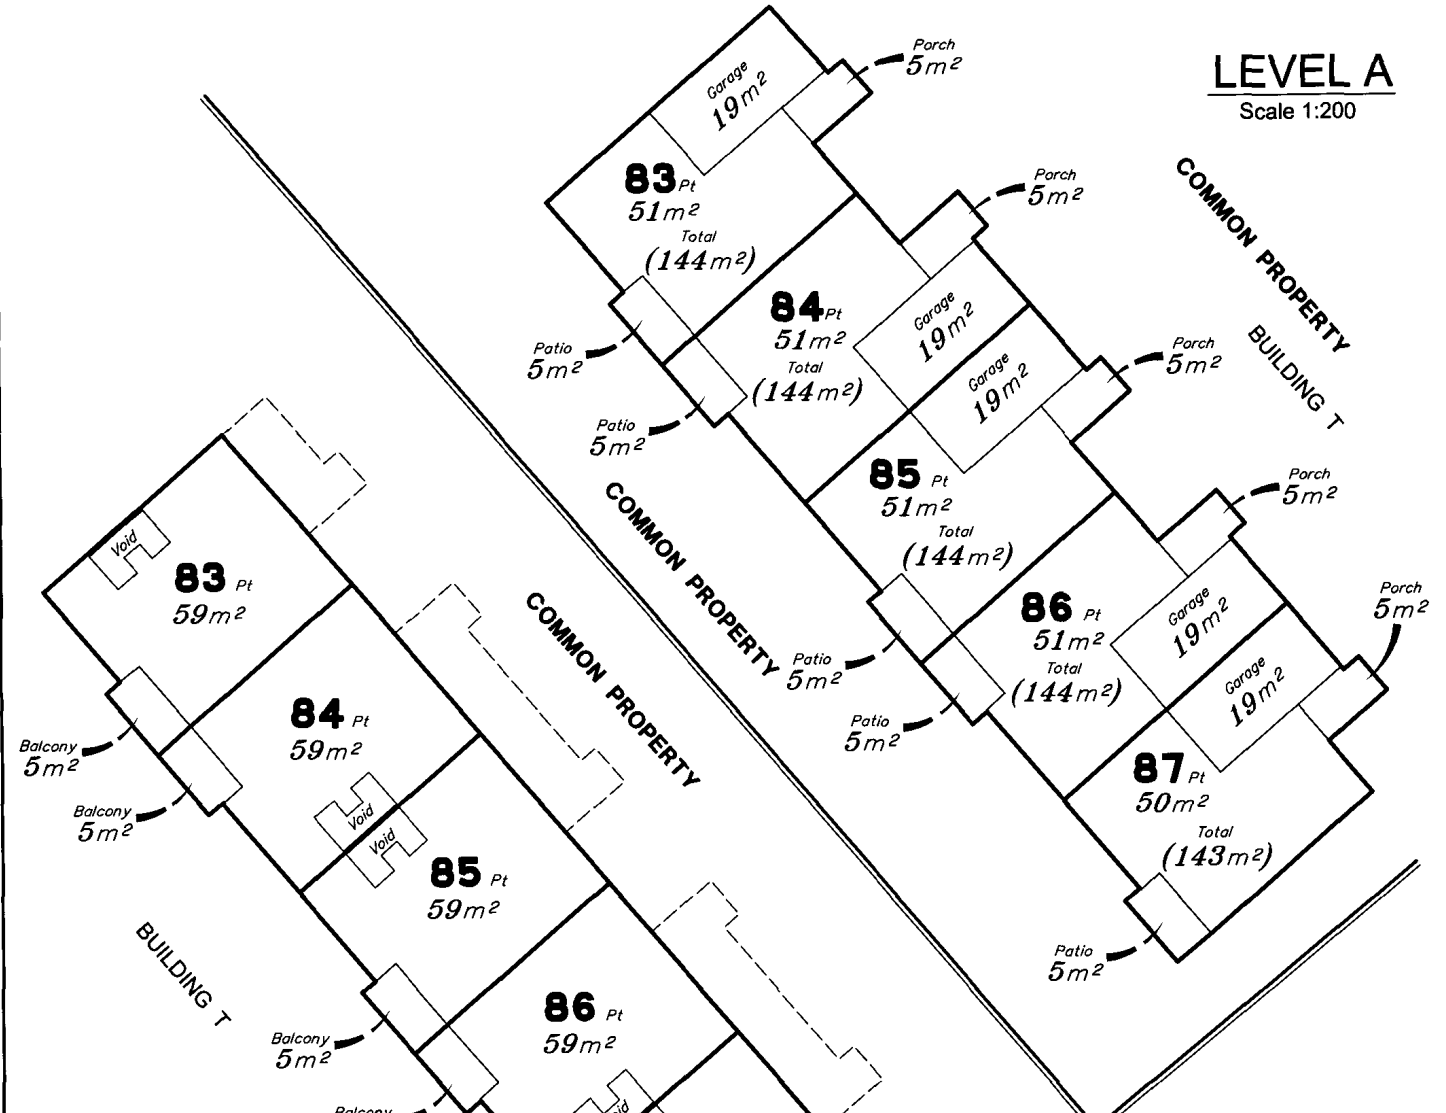 LEVEL A
Scale 1:200
Porch
5m²
Garage
19m²
83 Pt
51m²
Total
(144m²)
Patio
5m²
Porch
5m²
84 Pt
51m²
Total
(144m²)
Garage
19m²
Patio
5m²
COMMON PROPERTY
BUILDING T
Porch
5m²
Garage
19m²
85 Pt
51m²
Total
(144m²)
Patio
5m²
Porch
5m²
86 Pt
51m²
Total
(144m²)
Garage
19m²
Patio
5m²
Porch
5m²
Garage
19m²
87 Pt
50m²
Total
(143m²)
Patio
5m²
COMMON PROPERTY
COMMON PROPERTY
Void
83 Pt
59m²
Balcony
5m²
84 Pt
59m²
Balcony
5m²
Void
Void
85 Pt
59m²
BUILDING T
Balcony
5m²
86 Pt
59m²
Balcony